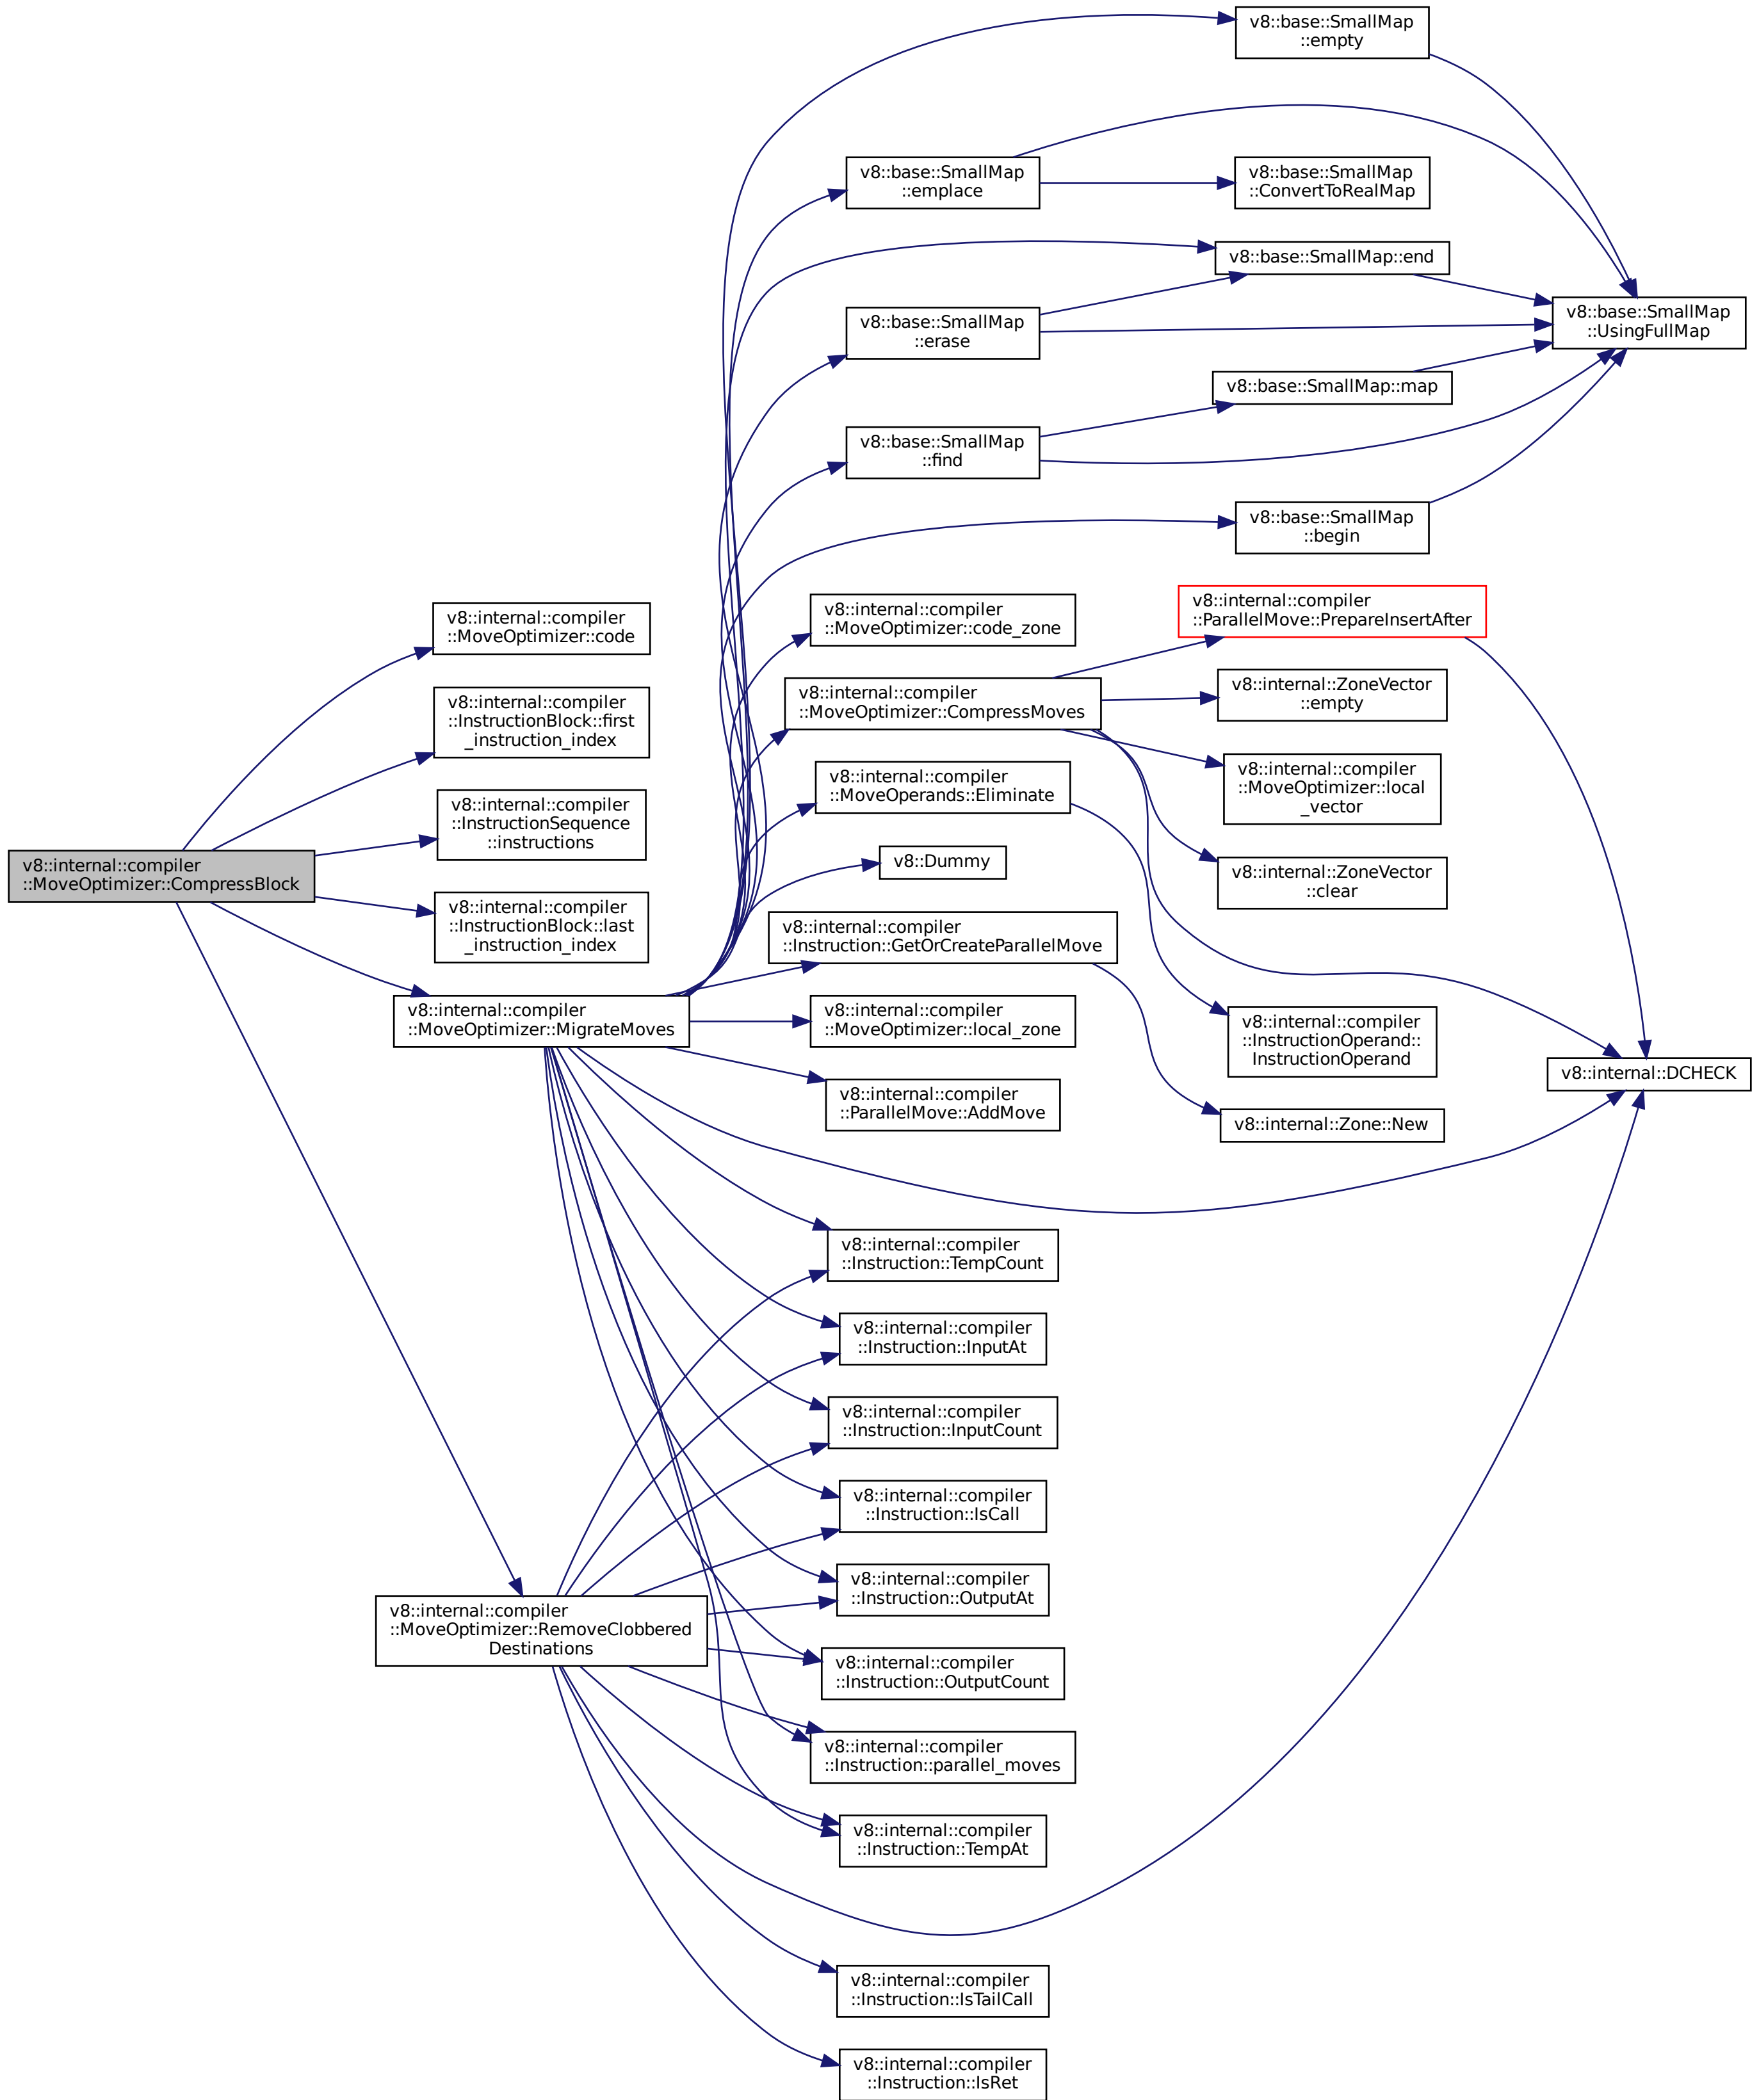 v8::base::SmallMap
::empty
v8::base::SmallMap
::emplace
v8::base::SmallMap
::ConvertToRealMap
v8::base::SmallMap::end
v8::base::SmallMap
::UsingFullMap
v8::base::SmallMap
::erase
v8::base::SmallMap::map
v8::base::SmallMap
::find
v8::base::SmallMap
::begin
v8::internal::compiler
::MoveOptimizer::code
v8::internal::compiler
::MoveOptimizer::code_zone
v8::internal::compiler
::ParallelMove::PrepareInsertAfter
v8::internal::compiler
::InstructionBlock::first
_instruction_index
v8::internal::compiler
::MoveOptimizer::CompressMoves
v8::internal::ZoneVector
::empty
v8::internal::compiler
::MoveOptimizer::local
_vector
v8::internal::compiler
::InstructionSequence
::instructions
v8::internal::compiler
::MoveOperands::Eliminate
v8::internal::compiler
::MoveOptimizer::CompressBlock
v8::Dummy
v8::internal::ZoneVector
::clear
v8::internal::compiler
::InstructionBlock::last
_instruction_index
v8::internal::compiler
::Instruction::GetOrCreateParallelMove
v8::internal::compiler
::MoveOptimizer::MigrateMoves
v8::internal::compiler
::MoveOptimizer::local_zone
v8::internal::compiler
::InstructionOperand::
InstructionOperand
v8::internal::DCHECK
v8::internal::compiler
::ParallelMove::AddMove
v8::internal::Zone::New
v8::internal::compiler
::Instruction::TempCount
v8::internal::compiler
::Instruction::InputAt
v8::internal::compiler
::Instruction::InputCount
v8::internal::compiler
::Instruction::IsCall
v8::internal::compiler
::Instruction::OutputAt
v8::internal::compiler
::MoveOptimizer::RemoveClobbered
Destinations
v8::internal::compiler
::Instruction::OutputCount
v8::internal::compiler
::Instruction::parallel_moves
v8::internal::compiler
::Instruction::TempAt
v8::internal::compiler
::Instruction::IsTailCall
v8::internal::compiler
::Instruction::IsRet